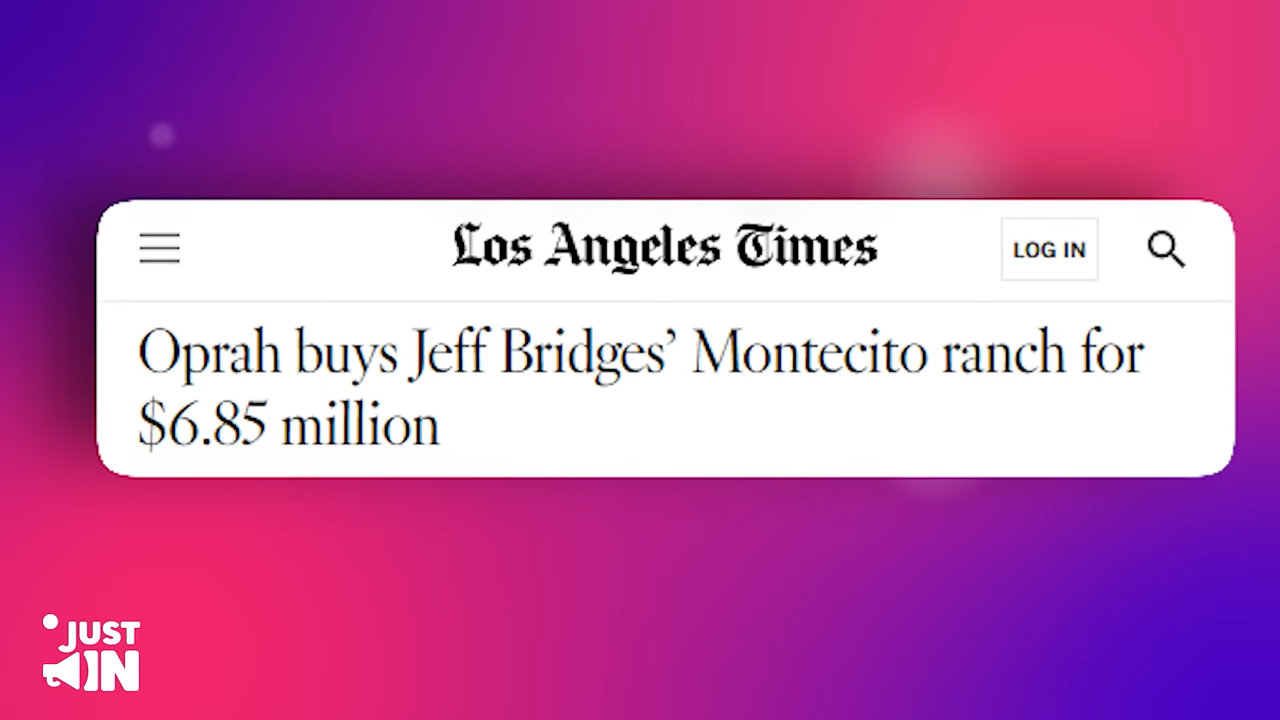 Los Angeles Times
LOG IN
Oprah buys Jeff Bridges’ Montecito ranch for
$6.85 million
JUST
IN